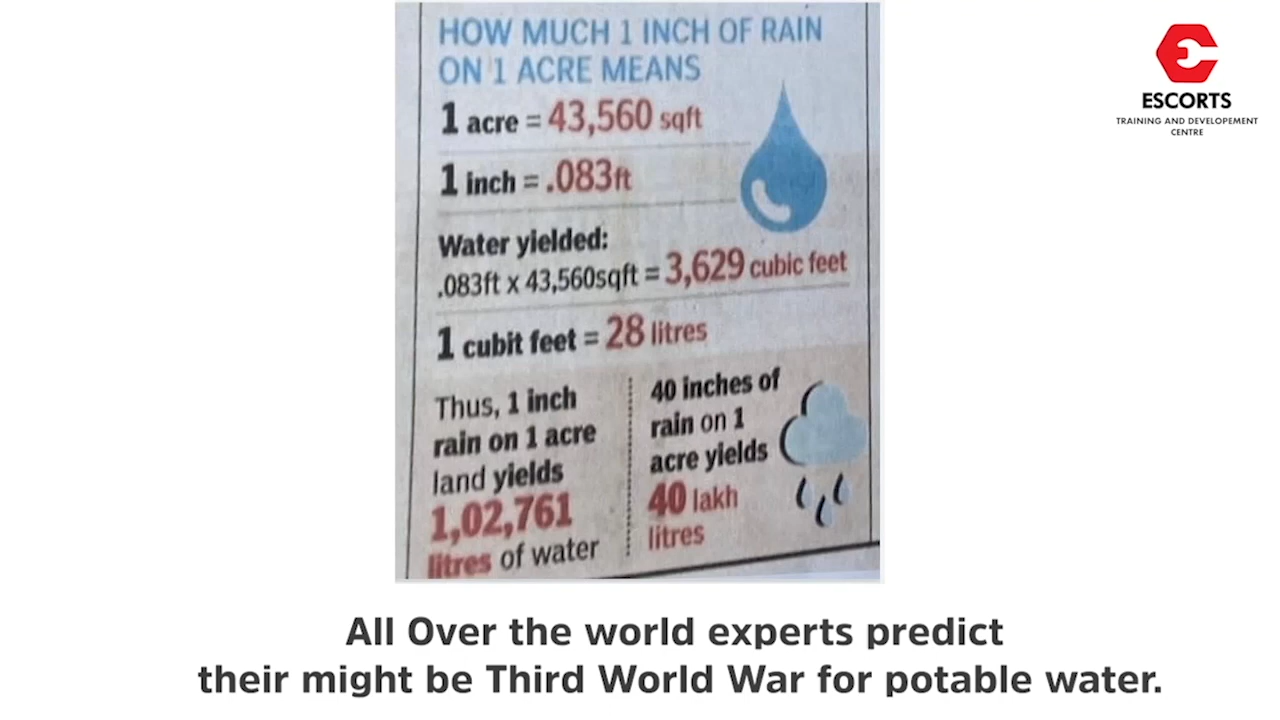 HOW MUCH 1 INCH OF RAIN
ON 1 ACRE MEANS
1 acre = 43,560 sqft
1 inch = .083ft
Water yielded:
.083ft x 43,560sqft = 3,629 cubic feet
1 cubit feet = 28 litres
Thus, 1 inch
rain on 1 acre
land yields
1,02,761
litres of water
40 inches of
rain on 1
acre yields
40 lakh
litres
ESCORTS
TRAINING AND DEVELOPEMENT
CENTRE
All Over the world experts predict
their might be Third World War for potable water.